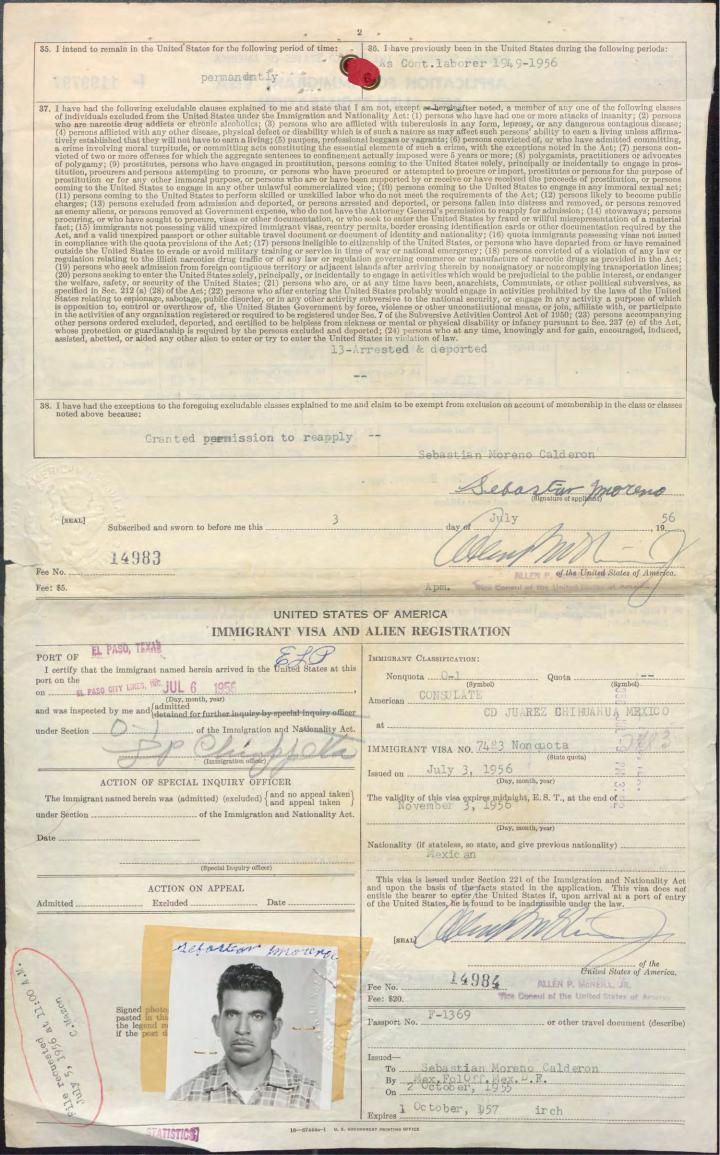 2
35. I intend to remain in the United States for the following period of time:
permanently
36. I have previously been in the United States during the following periods:
As Cont.laborer 1949-1956
37. I have had the following excludable clauses explained to me and state that I am not, except as hereinafter noted, a member of any one of the following classes
of individuals excluded from the United States under the Immigration and Nationality Act: (1) persons who have had one or more attacks of insanity; (2) persons
who are narcotic drug addicts or chronic alcoholics; (3) persons who are afflicted with tuberculosis in any form, leprosy, or any dangerous contagious disease;
(4) persons afflicted with any other disease, physical defect or disability which is of such a nature as may affect such persons' ability to earn a living unless affirma-
tively established that they will not have to earn a living; (5) paupers, professional beggars or vagrants; (6) persons convicted of, or who have admitted committing,
a crime involving moral turpitude, or committing acts constituting the essential elements of such a crime, with the exceptions noted in the Act; (7) persons con-
victed of two or more offenses for which the aggregate sentences to confinement actually imposed were 5 years or more; (8) polygamists, practitioners or advocates
of polygamy; (9) prostitutes, persons who have engaged in prostitution, persons coming to the United States solely, principally or incidentally to engage in pros-
titution, procurers and persons attempting to procure, or who have procured or attempted to procure or import, prostitutes or persons for the purpose of
prostitution or for any other immoral purpose, or persons who are or have been supported by or receive or have received the proceeds of prostitution, or persons
coming to the United States to engage in any other unlawful commercialized vice; (10) persons coming to the United States to engage in any immoral sexual act;
(11) persons coming to the United States to perform skilled or unskilled labor who do not meet the requirements of the Act; (12) persons likely to become public
charges; (13) persons excluded from admission and deported, or persons arrested and deported, or persons fallen into distress and removed, or persons removed
as enemy aliens, or persons removed at Government expense, who do not have the Attorney General's permission to reapply for admission; (14) stowaways; persons
procuring, or who have sought to procure, visas or other documentation, or who seek to enter the United States by fraud or willful misrepresentation of a material
fact; (15) immigrants not possessing valid unexpired immigrant visas, reentry permits, border crossing identification cards or other documentation required by the
Act, and a valid unexpired passport or other suitable travel document or document of identity and nationality; (16) quota immigrants possessing visas not issued
in compliance with the quota provisions of the Act; (17) persons ineligible to citizenship of the United States, or persons who have departed from or have remained
outside the United States to evade or avoid military training or service in time of war or national emergency; (18) persons convicted of a violation of any law or
regulation relating to the illicit narcotics drug traffic or of any law or regulation governing commerce or manufacture of narcotic drugs as provided in the Act;
(19) persons who seek admission from foreign contiguous territory or adjacent islands after arriving therein by nonsignatory or noncomplying transportation lines;
(20) persons seeking to enter the United States solely, principally, or incidentally to engage in activities which would be prejudicial to the public interest, or endanger
the welfare, safety, or security of the United States; (21) persons who are, or at any time have been, anarchists, Communists, or other political subversives, as
specified in Sec. 212 (a) (28) of the Act; (22) persons who after entering the United States probably would engage in activities prohibited by the laws of the United
States relating to espionage, sabotage, public disorder, or in any other activity subversive to the national security, or engage in any activity a purpose of which
is opposition to, control or overthrow of, the United States Government by force, violence or other unconstitutional means, or join, affiliate with, or participate
in the activities of any organization registered or required to be registered under Sec. 7 of the Subversive Activities Control Act of 1950; (23) persons accompanying
other persons ordered excluded, deported, and certified to be helpless from sickness or mental or physical disability or infancy pursuant to Sec. 237 (e) of the Act,
whose protection or guardianship is required by the persons excluded and deported; (24) persons who at any time, knowingly and for gain, encouraged, induced,
assisted, abetted, or aided any other alien to enter or try to enter the United States in violation of law.
13-Arrested & deported
--
38. I have had the exceptions to the foregoing excludable classes explained to me and claim to be exempt from exclusion on account of membership in the class or classes
noted above because:
Granted permission to reapply --
Sebastian Moreno Calderon
Sebastian moreno
(Signature of applicant)
[SEAL]
Subscribed and sworn to before me this 3 day of July, 1956
14983
Fee No.
Fee: $5.
ALLEN P.
of the United States of America.
Vice Consul of the United States of America
UNITED STATES OF AMERICA
IMMIGRANT VISA AND ALIEN REGISTRATION
PORT OF EL PASO, TEXAS
ELP
I certify that the immigrant named herein arrived in the United States at this
port on the
on EL PASO CITY LINES, INC. JUL 6 1956
(Day, month, year)
and was inspected by me and {admitted
detained for further inquiry by special inquiry officer
under Section O-1 of the Immigration and Nationality Act.
(Immigration officer)
ACTION OF SPECIAL INQUIRY OFFICER
The immigrant named herein was (admitted) (excluded) {and no appeal taken}
{and appeal taken}
under Section of the Immigration and Nationality Act.
Date
(Special Inquiry officer)
ACTION ON APPEAL
Admitted Excluded Date
IMMIGRANT CLASSIFICATION:
Nonquota O-1 Quota --
(Symbol) (Symbol)
American CONSULATE
at CD JUAREZ CHIHUAHUA MEXICO
IMMIGRANT VISA NO. 7483 Nonquota
(State quota)
Issued on July 3, 1956
(Day, month, year)
The validity of this visa expires midnight, E. S. T., at the end of
November 3, 1956
(Day, month, year)
Nationality (if stateless, so state, and give previous nationality)
Mexican
This visa is issued under Section 221 of the Immigration and Nationality Act
and upon the basis of the facts stated in the application. This visa does not
entitle the bearer to enter the United States if, upon arrival at a port of entry
of the United States, he is found to be inadmissible under the law.
[SEAL]
of the
United States of America.
Fee No. 14984
Fee: $20.
ALLEN P. McNEILL, JR.
Vice Consul of the United States of America
Passport No. F-1369 or other travel document (describe)
Issued—
To Sebastian Moreno Calderon
By Mex.FolOff.Mex.D.F.
On 2 October, 1955
Expires 1 October, 1957 irch
Sebastian moreno
Signed photo
pasted in this
the legend
if the post
File requested
July 5, 1956 at 11:00 A.M.
C.Mazon
STATISTICS
16—67444-1 U. S. GOVERNMENT PRINTING OFFICE